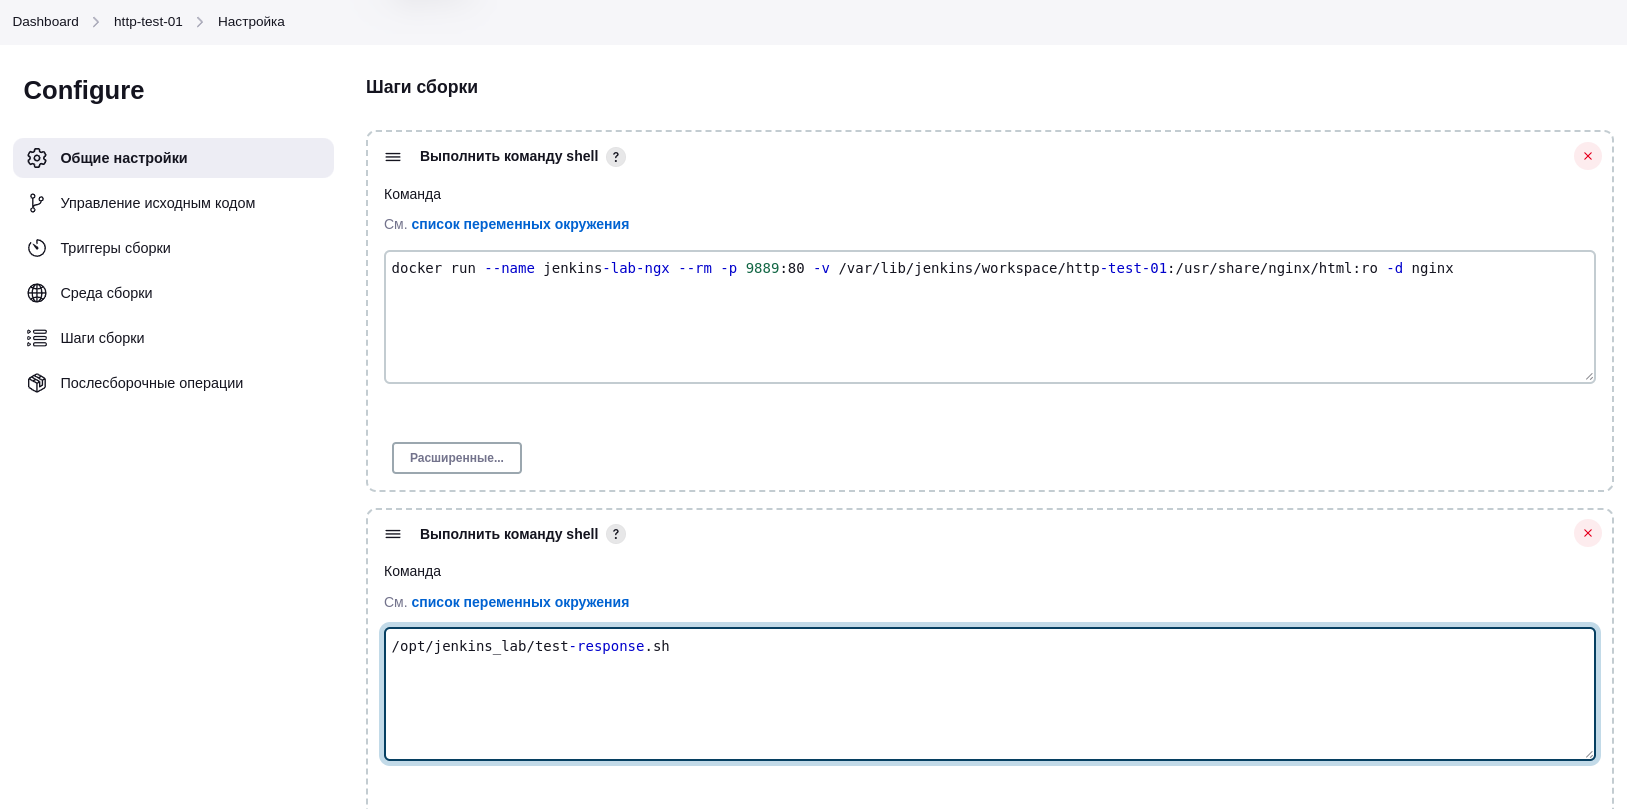 Dashboard
http-test-01
Настройка
Configure
Общие настройки
Управление исходным кодом
Триггеры сборки
Среда сборки
Шаги сборки
Послесборочные операции
Шаги сборки
Выполнить команду shell ?
Команда
См. список переменных окружения
docker run --name jenkins-lab-ngx --rm -p 9889:80 -v /var/lib/jenkins/workspace/http-test-01:/usr/share/nginx/html:ro -d nginx
Расширенные...
Выполнить команду shell ?
Команда
См. список переменных окружения
/opt/jenkins_lab/test-response.sh